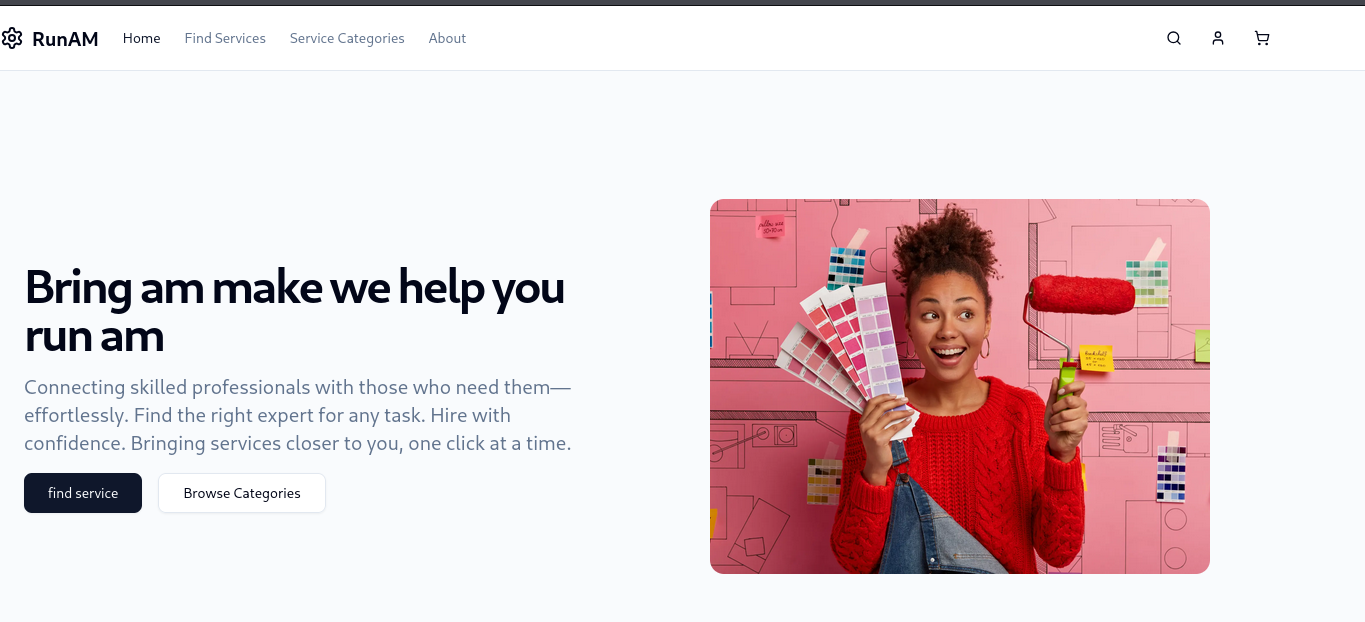 RunAM
Home
Find Services
Service Categories
About
Bring am make we help you
run am
Connecting skilled professionals with those who need them—
effortlessly. Find the right expert for any task. Hire with
confidence. Bringing services closer to you, one click at a time.
find service
Browse Categories